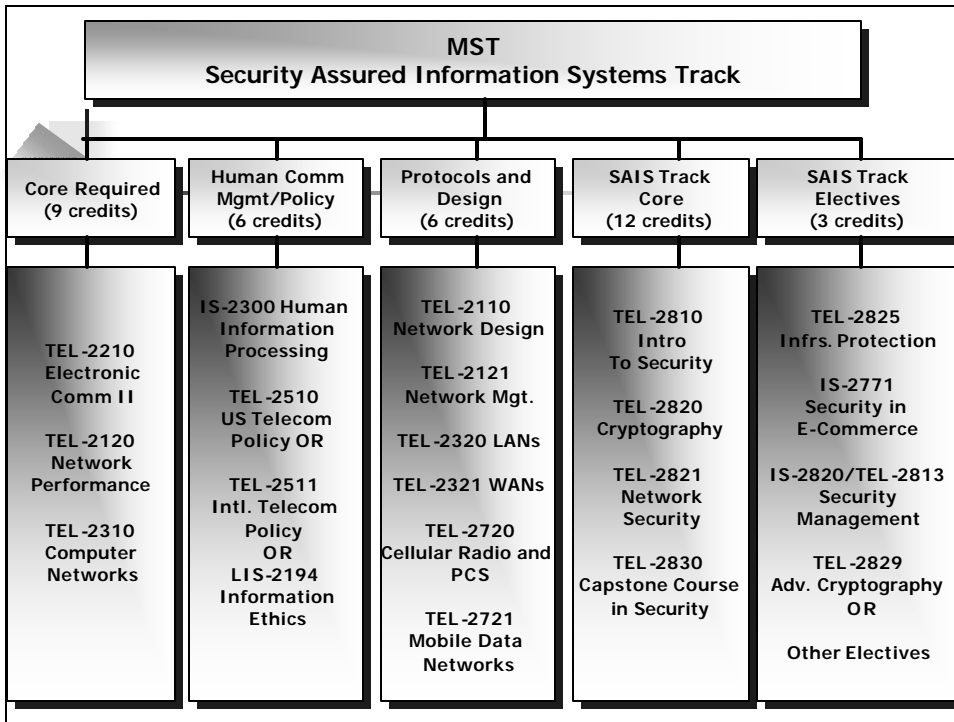 MST
Security Assured Information Systems Track
Core Required
(9 credits)
Human Comm
Mgmt/Policy
(6 credits)
Protocols and
Design
(6 credits)
SAIS Track
Core
(12 credits)
SAIS Track
Electives
(3 credits)
TEL-2210
Electronic
Comm II
TEL-2120
Network
Performance
TEL-2310
Computer
Networks
IS-2300 Human
Information
Processing
TEL-2510
US Telecom
Policy OR
TEL-2511
Intl. Telecom
Policy
OR
LIS-2194
Information
Ethics
TEL-2110
Network Design
TEL-2121
Network Mgt.
TEL-2320 LANs
TEL-2321 WANs
TEL-2720
Cellular Radio and
PCS
TEL-2721
Mobile Data
Networks
TEL-2810
Intro
To Security
TEL-2820
Cryptography
TEL-2821
Network
Security
TEL-2830
Capstone Course
in Security
TEL-2825
Infrs. Protection
IS-2771
Security in
E-Commerce
IS-2820/TEL-2813
Security
Management
TEL-2829
Adv. Cryptography
OR
Other Electives